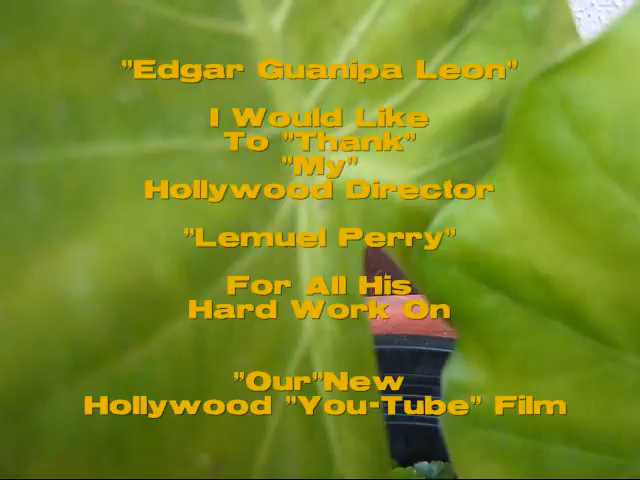 "Edgar Guanipa Leon"
I Would Like
To "Thank"
"My"
Hollywood Director
"Lemuel Perry"
For All His
Hard Work On
"Our"New
Hollywood "You-Tube" Film